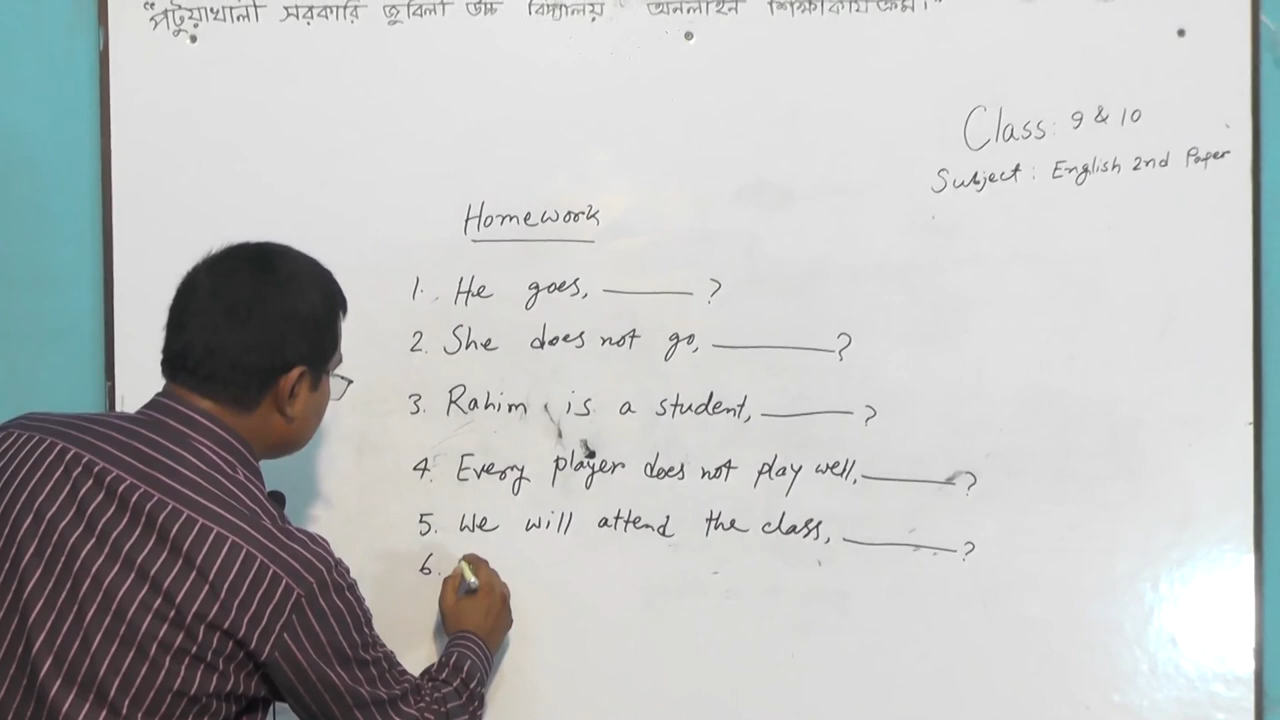 "পটুয়াখালী সরকারি জুবিলী উচ্চ বিদ্যালয় অনলাইন শিক্ষাকার্যক্রম।"
Class: 9 & 10
Subject: English 2nd Paper
Homework
1. He goes, ______ ?
2. She does not go, ______ ?
3. Rahim is a student, ______ ?
4. Every player does not play well, ______ ?
5. We will attend the class, ______ ?
6.